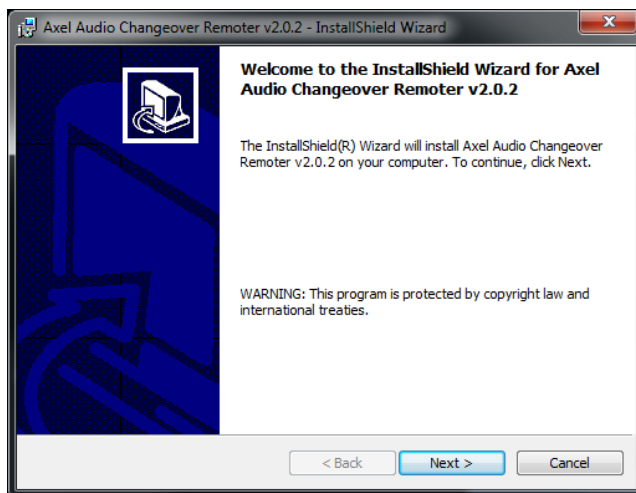 Axel Audio Changeover Remoter v2.0.2 - InstallShield Wizard
Welcome to the InstallShield Wizard for Axel
Audio Changeover Remoter v2.0.2
The InstallShield(R) Wizard will install Axel Audio Changeover
Remoter v2.0.2 on your computer. To continue, click Next.
WARNING: This program is protected by copyright law and
international treaties.
< Back
Next >
Cancel